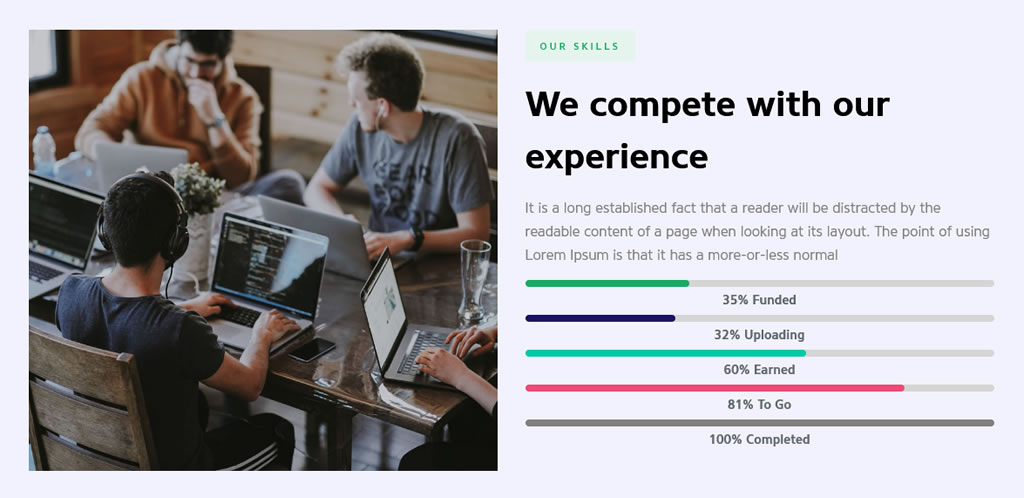 OUR SKILLS
We compete with our
experience
It is a long established fact that a reader will be distracted by the
readable content of a page when looking at its layout. The point of using
Lorem Ipsum is that it has a more-or-less normal
35% Funded
32% Uploading
60% Earned
81% To Go
100% Completed